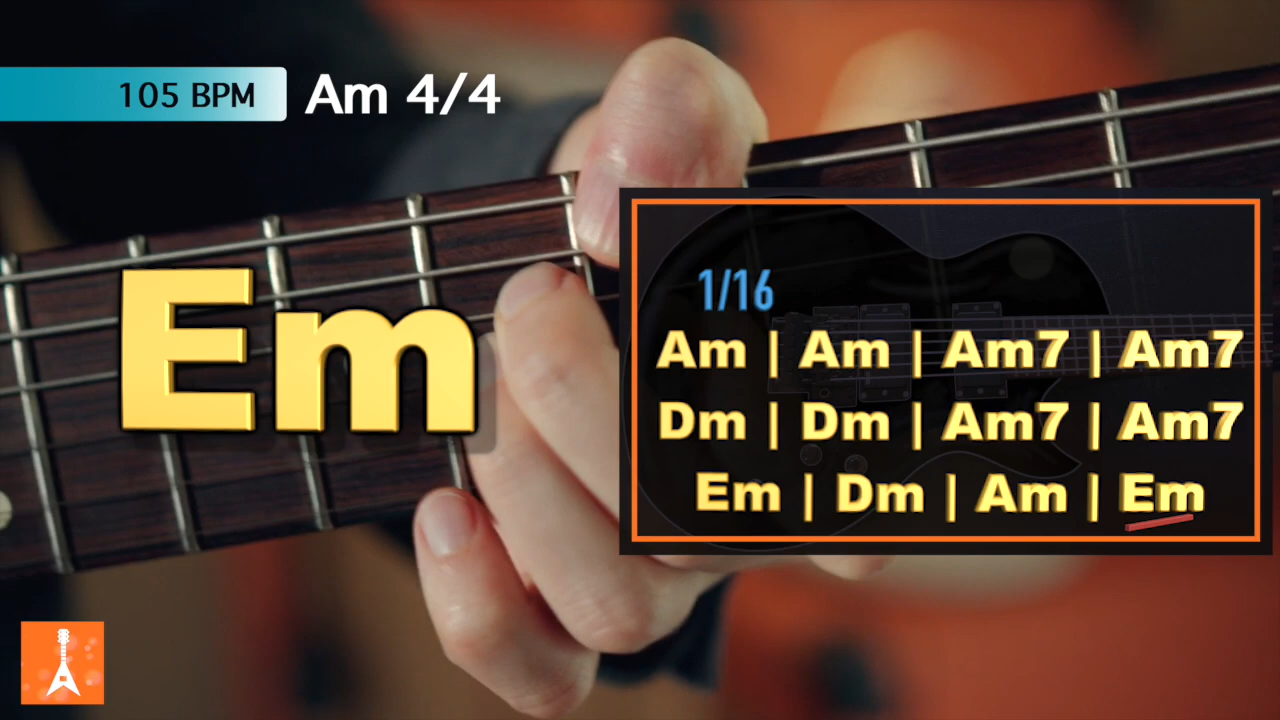 105 BPM Am 4/4
Em
1/16
Am | Am | Am7 | Am7
Dm | Dm | Am7 | Am7
Em | Dm | Am | Em